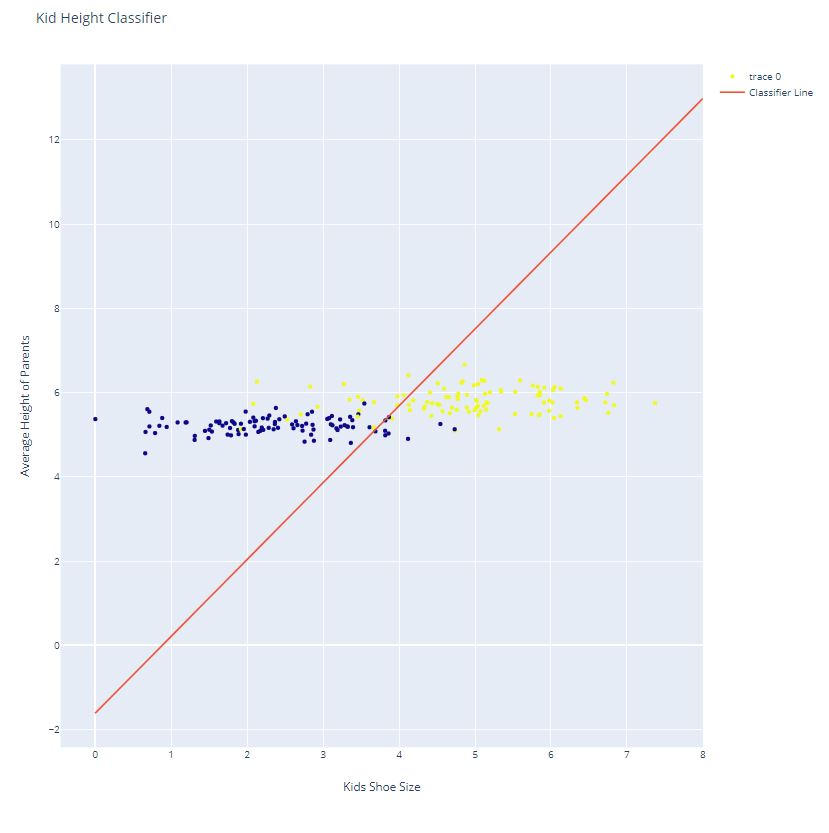 Kid Height Classifier
trace 0
Classifier Line
12
10
8
6
4
2
0
−2
Average Height of Parents
0 1 2 3 4 5 6 7 8
Kids Shoe Size